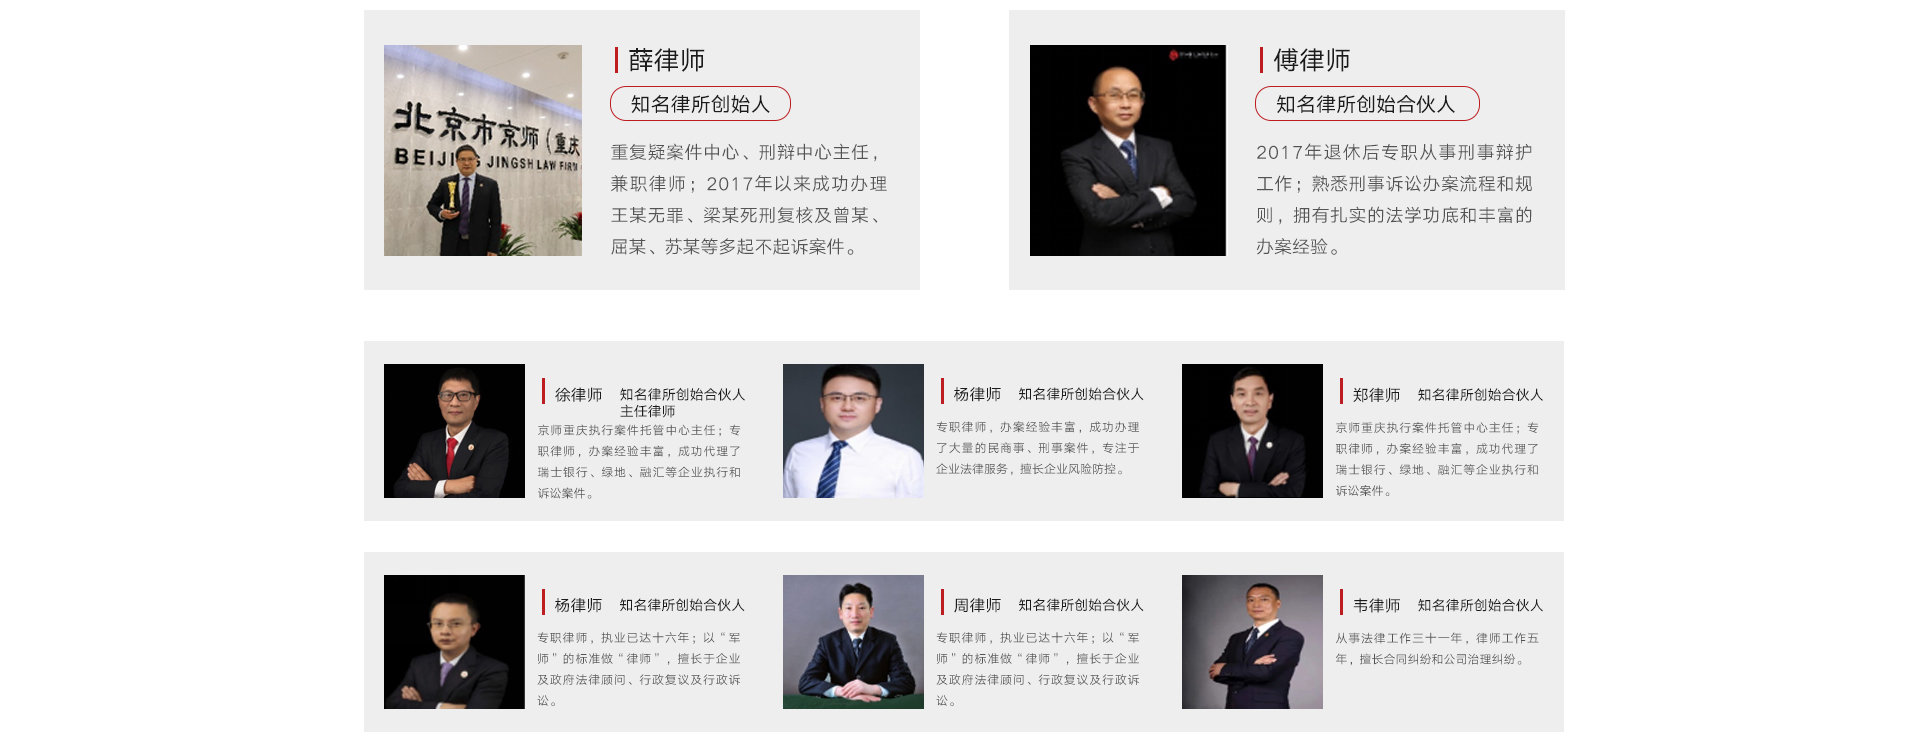 薛律师
知名律所创始人
重复疑案件中心、刑辩中心主任，
兼职律师；2017年以来成功办理
王某无罪、梁某死刑复核及曾某、
屈某、苏某等多起不起诉案件。
北京市京师（重庆
BEIJING JINGSH LAW FIRM
傅律师
知名律所创始合伙人
2017年退休后专职从事刑事辩护
工作；熟悉刑事诉讼办案流程和规
则，拥有扎实的法学功底和丰富的
办案经验。
徐律师 知名律所创始合伙人
主任律师
京师重庆执行案件托管中心主任；专
职律师，办案经验丰富，成功代理了
瑞士银行、绿地、融汇等企业执行和
诉讼案件。
杨律师 知名律所创始合伙人
专职律师，办案经验丰富，成功办理
了大量的民商事、刑事案件，专注于
企业法律服务，擅长企业风险防控。
郑律师 知名律所创始合伙人
京师重庆执行案件托管中心主任；专
职律师，办案经验丰富，成功代理了
瑞士银行、绿地、融汇等企业执行和
诉讼案件。
杨律师 知名律所创始合伙人
专职律师，执业已达十六年；以“军
师”的标准做“律师”，擅长于企业
及政府法律顾问、行政复议及行政诉
讼。
周律师 知名律所创始合伙人
专职律师，执业已达十六年；以“军
师”的标准做“律师”，擅长于企业
及政府法律顾问、行政复议及行政诉
讼。
韦律师 知名律所创始合伙人
从事法律工作三十一年，律师工作五
年，擅长合同纠纷和公司治理纠纷。